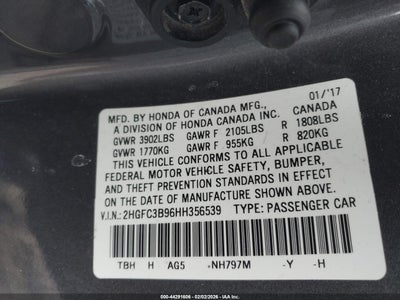 MFD. BY HONDA OF CANADA MFG., 01/'17
A DIVISION OF HONDA CANADA INC. CANADA
GVWR 3902LBS GAWR F 2105LBS R 1808LBS
GVWR 1770KG GAWR F 955KG R 820KG
THIS VEHICLE CONFORMS TO ALL APPLICABLE
FEDERAL MOTOR VEHICLE SAFETY, BUMPER,
AND THEFT PREVENTION STANDARDS IN EFFECT
ON THE DATE OF MANUFACTURE SHOWN ABOVE.
V.I.N.: 2HGFC3B96HH356539 TYPE: PASSENGER CAR
TBH H AG5 -NH797M -Y -H
000-44291606 - 02/02/2026 - IAAI.COM